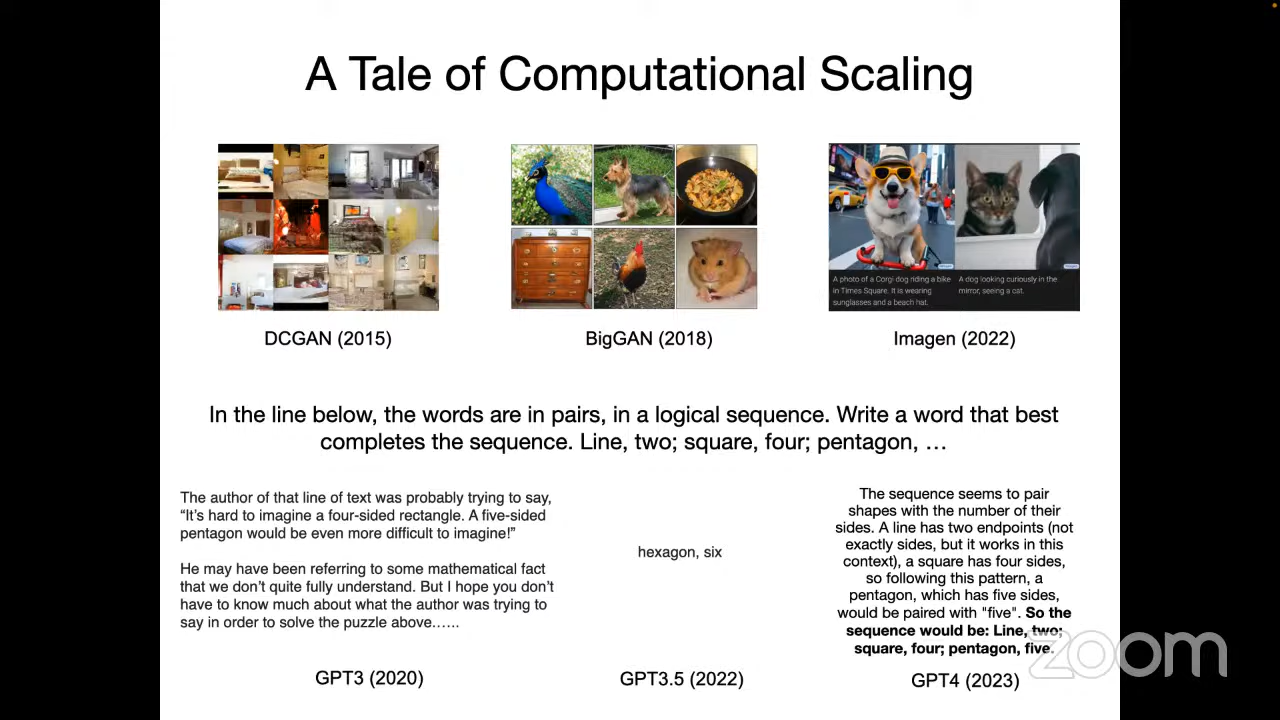 A Tale of Computational Scaling
A photo of a Corgi dog riding a bike
in Times Square. It is wearing
sunglasses and a beach hat.
A dog looking curiously in the
mirror, seeing a cat.
DCGAN (2015)
BigGAN (2018)
Imagen (2022)
In the line below, the words are in pairs, in a logical sequence. Write a word that best
completes the sequence. Line, two; square, four; pentagon, …
The author of that line of text was probably trying to say,
“It’s hard to imagine a four-sided rectangle. A five-sided
pentagon would be even more difficult to imagine!”
He may have been referring to some mathematical fact
that we don’t quite fully understand. But I hope you don’t
have to know much about what the author was trying to
say in order to solve the puzzle above……
GPT3 (2020)
hexagon, six
GPT3.5 (2022)
The sequence seems to pair
shapes with the number of their
sides. A line has two endpoints (not
exactly sides, but it works in this
context), a square has four sides,
so following this pattern, a
pentagon, which has five sides,
would be paired with "five". So the
sequence would be: Line, two;
square, four; pentagon, five.
GPT4 (2023)
zoom